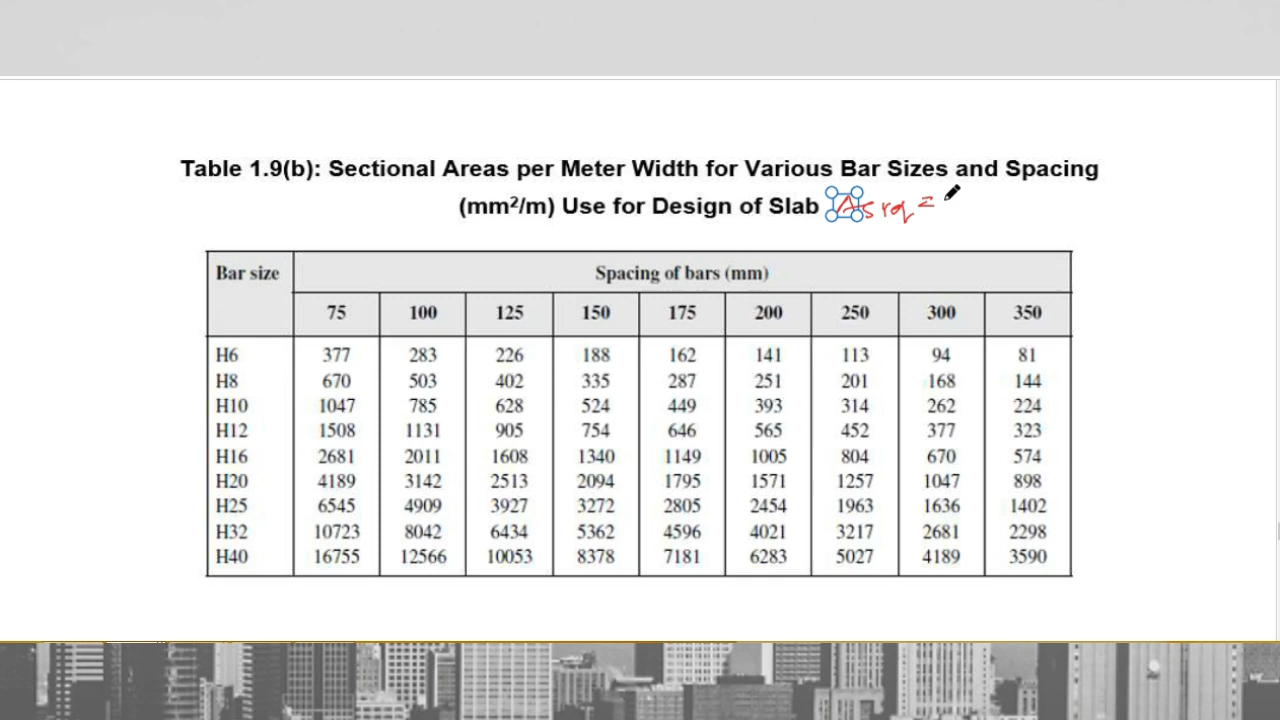 Table 1.9(b): Sectional Areas per Meter Width for Various Bar Sizes and Spacing
(mm²/m) Use for Design of Slab As rq =
Bar size Spacing of bars (mm)
75 100 125 150 175 200 250 300 350
H6 377 283 226 188 162 141 113 94 81
H8 670 503 402 335 287 251 201 168 144
H10 1047 785 628 524 449 393 314 262 224
H12 1508 1131 905 754 646 565 452 377 323
H16 2681 2011 1608 1340 1149 1005 804 670 574
H20 4189 3142 2513 2094 1795 1571 1257 1047 898
H25 6545 4909 3927 3272 2805 2454 1963 1636 1402
H32 10723 8042 6434 5362 4596 4021 3217 2681 2298
H40 16755 12566 10053 8378 7181 6283 5027 4189 3590